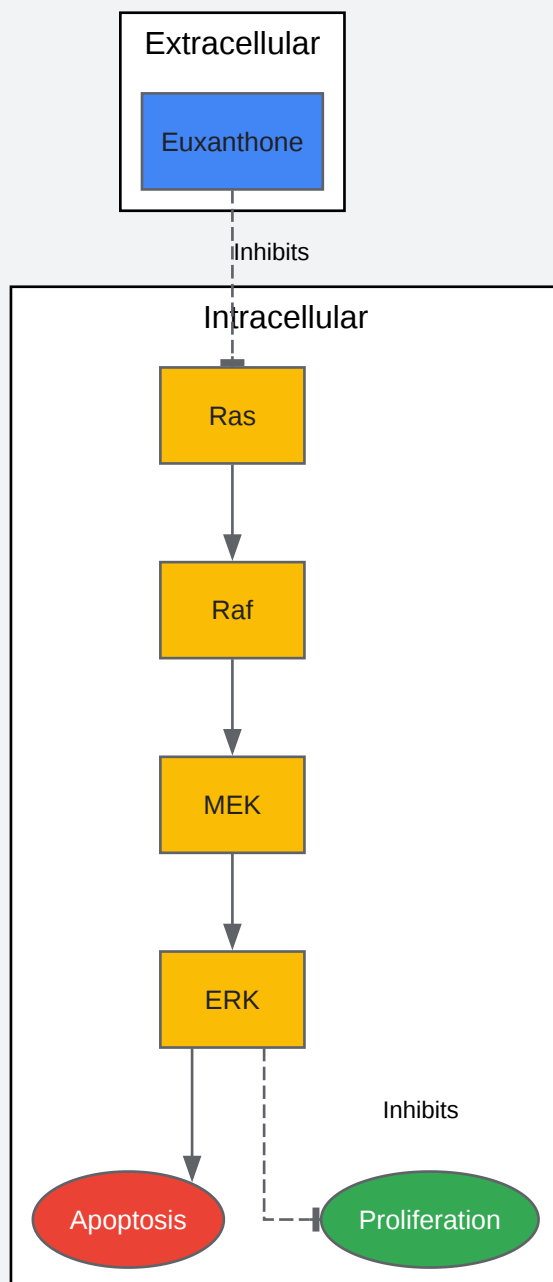 Extracellular
Euxanthone
Inhibits
Intracellular
Ras
Raf
MEK
ERK
Inhibits
Apoptosis
Proliferation